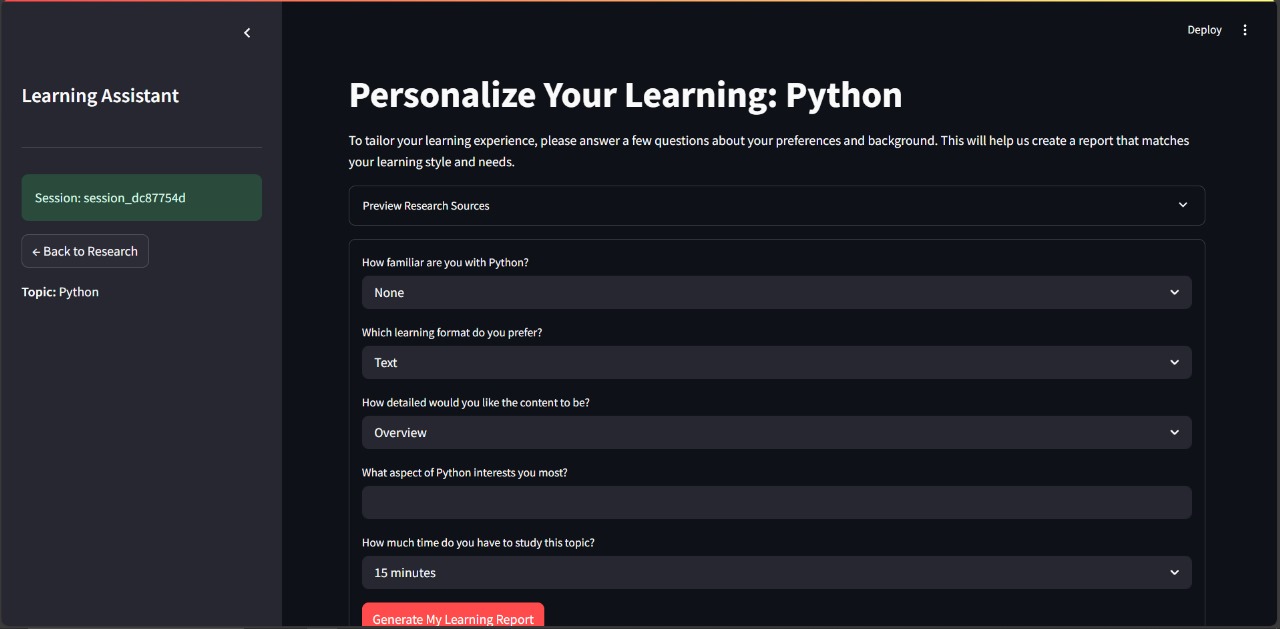 Deploy
Learning Assistant
Session: session_dc87754d
← Back to Research
Topic: Python
Personalize Your Learning: Python
To tailor your learning experience, please answer a few questions about your preferences and background. This will help us create a report that matches
your learning style and needs.
Preview Research Sources
How familiar are you with Python?
None
Which learning format do you prefer?
Text
How detailed would you like the content to be?
Overview
What aspect of Python interests you most?
How much time do you have to study this topic?
15 minutes
Generate My Learning Report